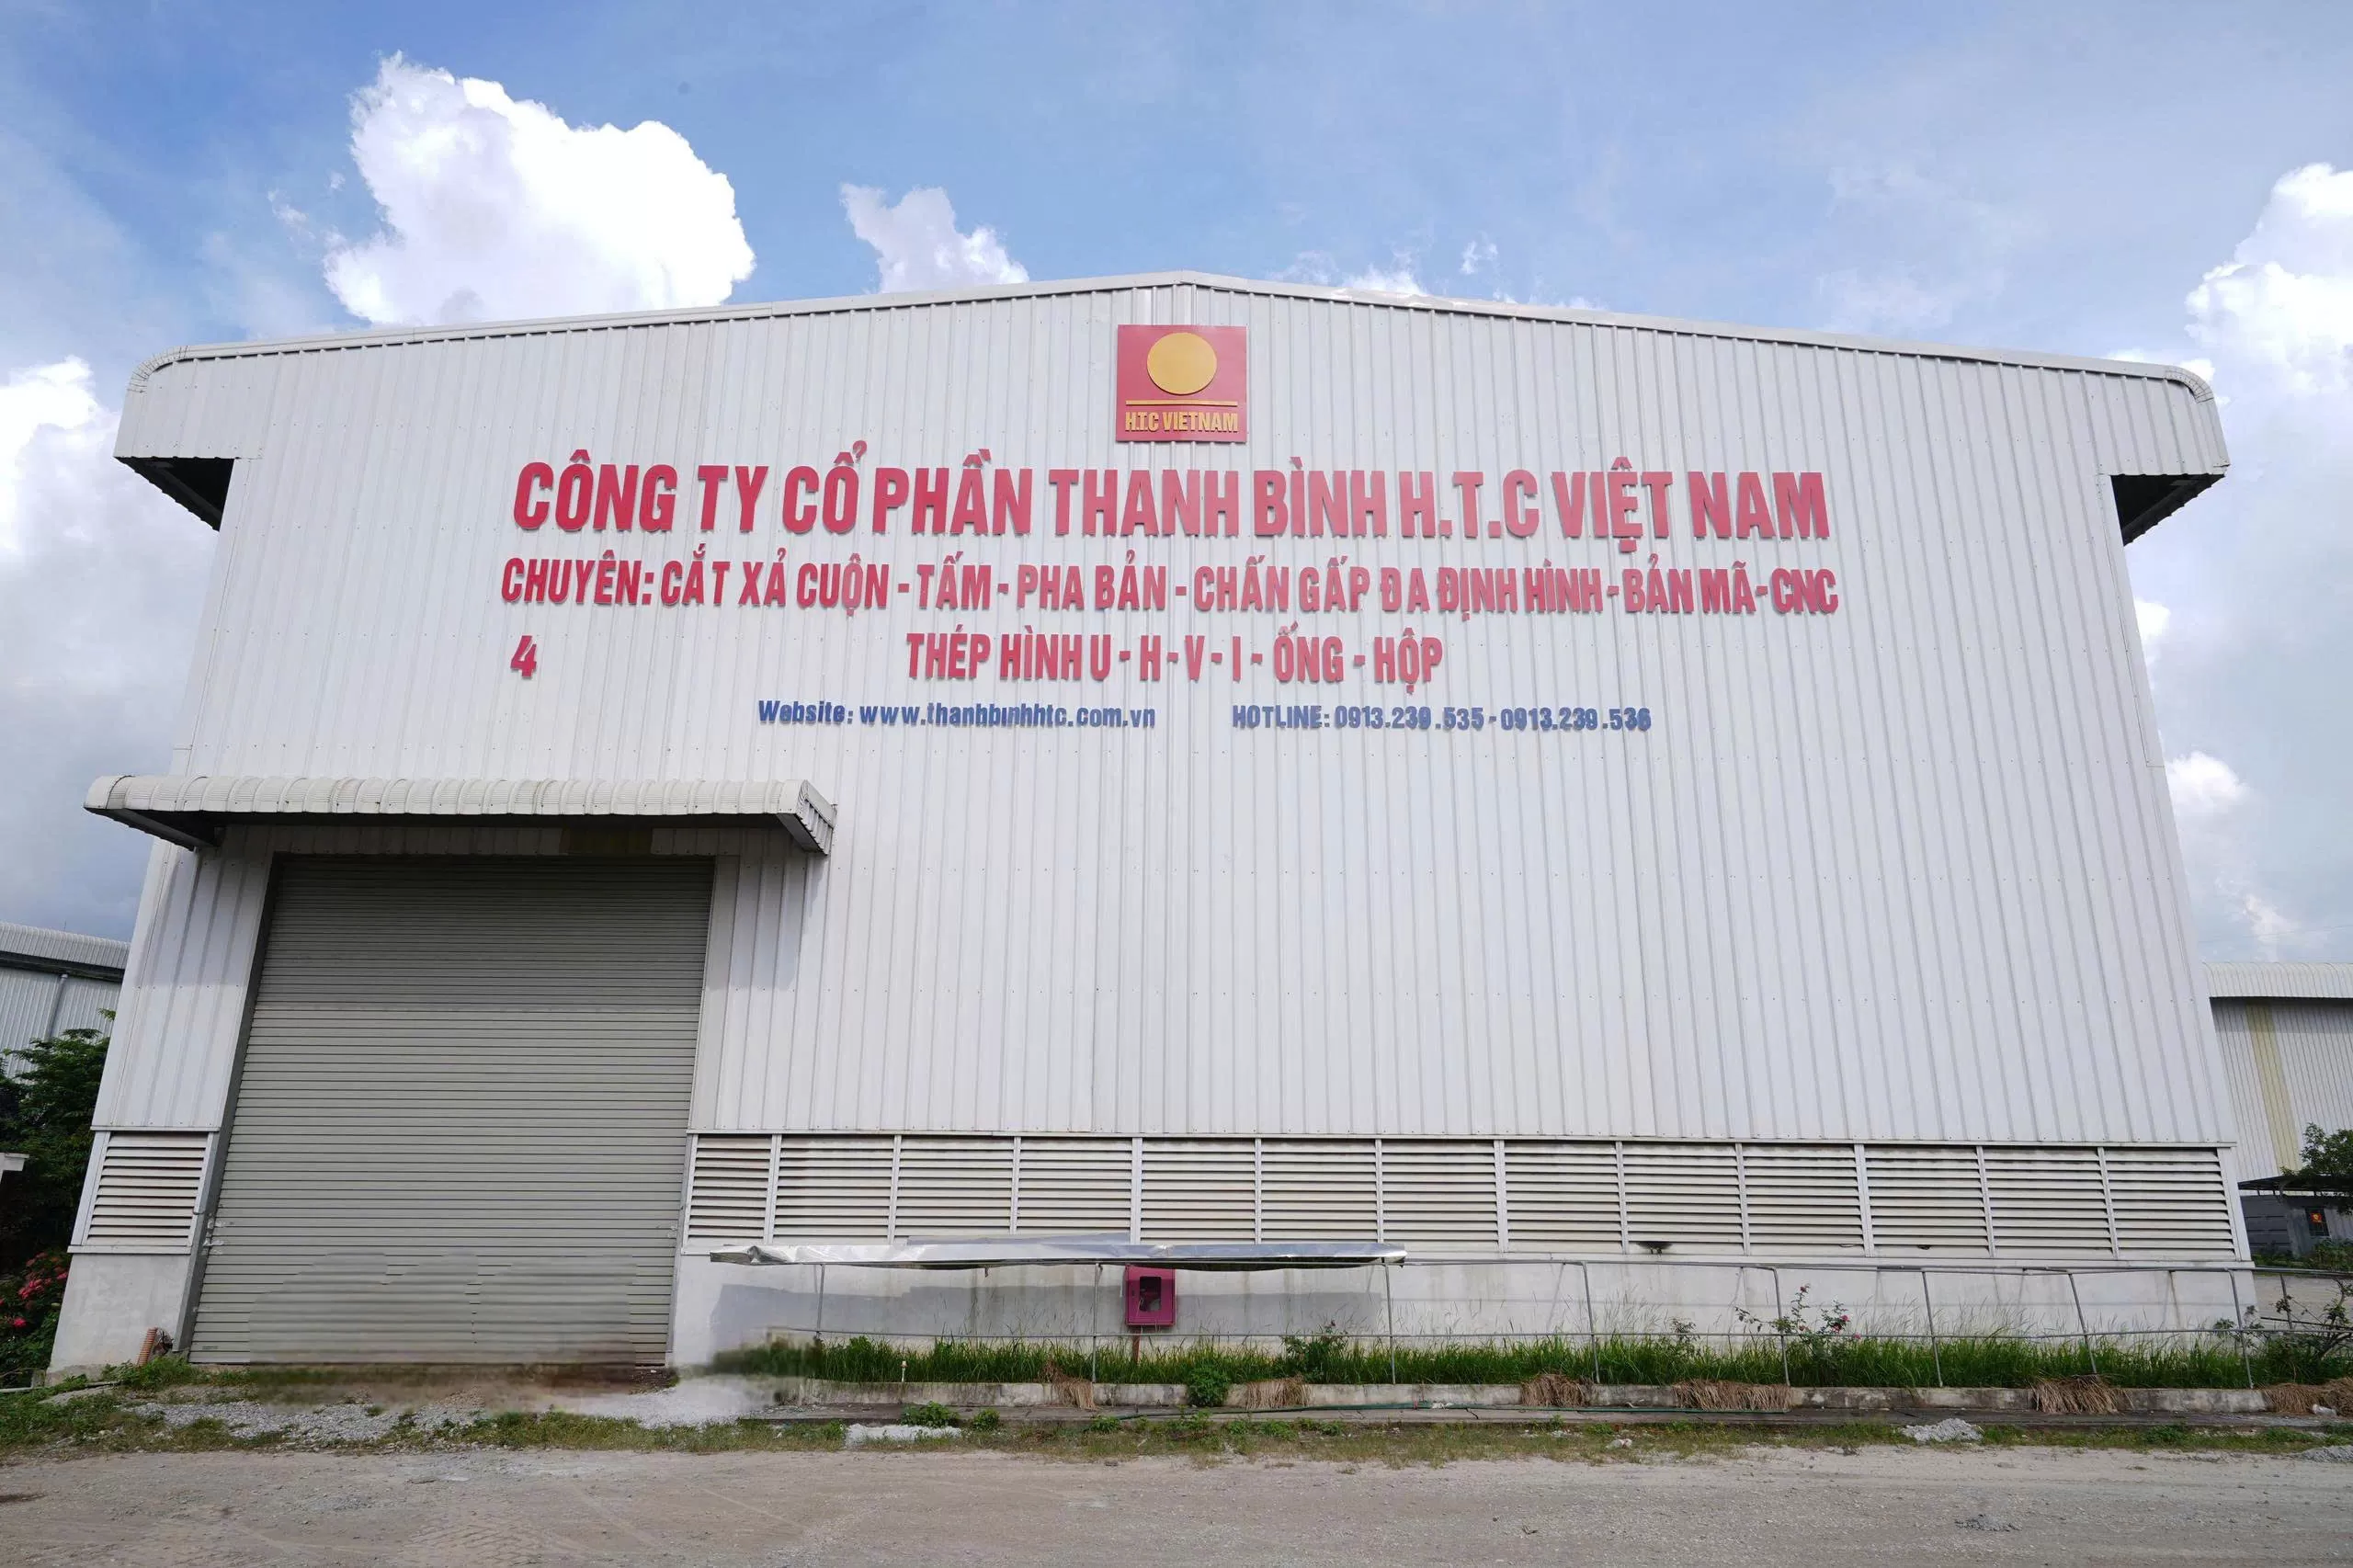 H.T.C VIETNAM
CÔNG TY CỔ PHẦN THANH BÌNH H.T.C VIỆT NAM
CHUYÊN: CẮT XẢ CUỘN - TẤM - PHA BẢN - CHẤN GẤP ĐA ĐỊNH HÌNH - BẢN MÃ - CNC
4 THÉP HÌNH U - H - V - I - ỐNG - HỘP
Website: www.thanhbinhhtc.com.vn HOTLINE: 0913.239.535 - 0913.239.536